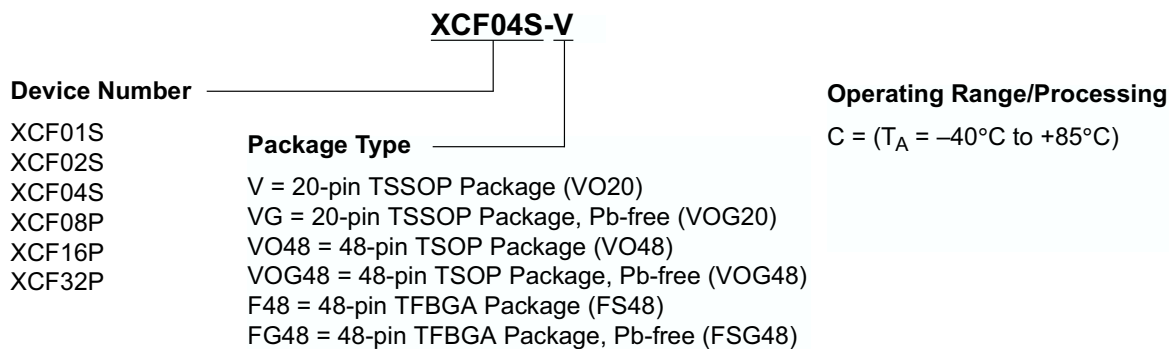 XCF04S-V
Device Number
XCF01S
XCF02S
XCF04S
XCF08P
XCF16P
XCF32P
Package Type
V = 20-pin TSSOP Package (VO20)
VG = 20-pin TSSOP Package, Pb-free (VOG20)
VO48 = 48-pin TSOP Package (VO48)
VOG48 = 48-pin TSOP Package, Pb-free (VOG48)
F48 = 48-pin TFBGA Package (FS48)
FG48 = 48-pin TFBGA Package, Pb-free (FSG48)
Operating Range/Processing
C = (TA = –40°C to +85°C)